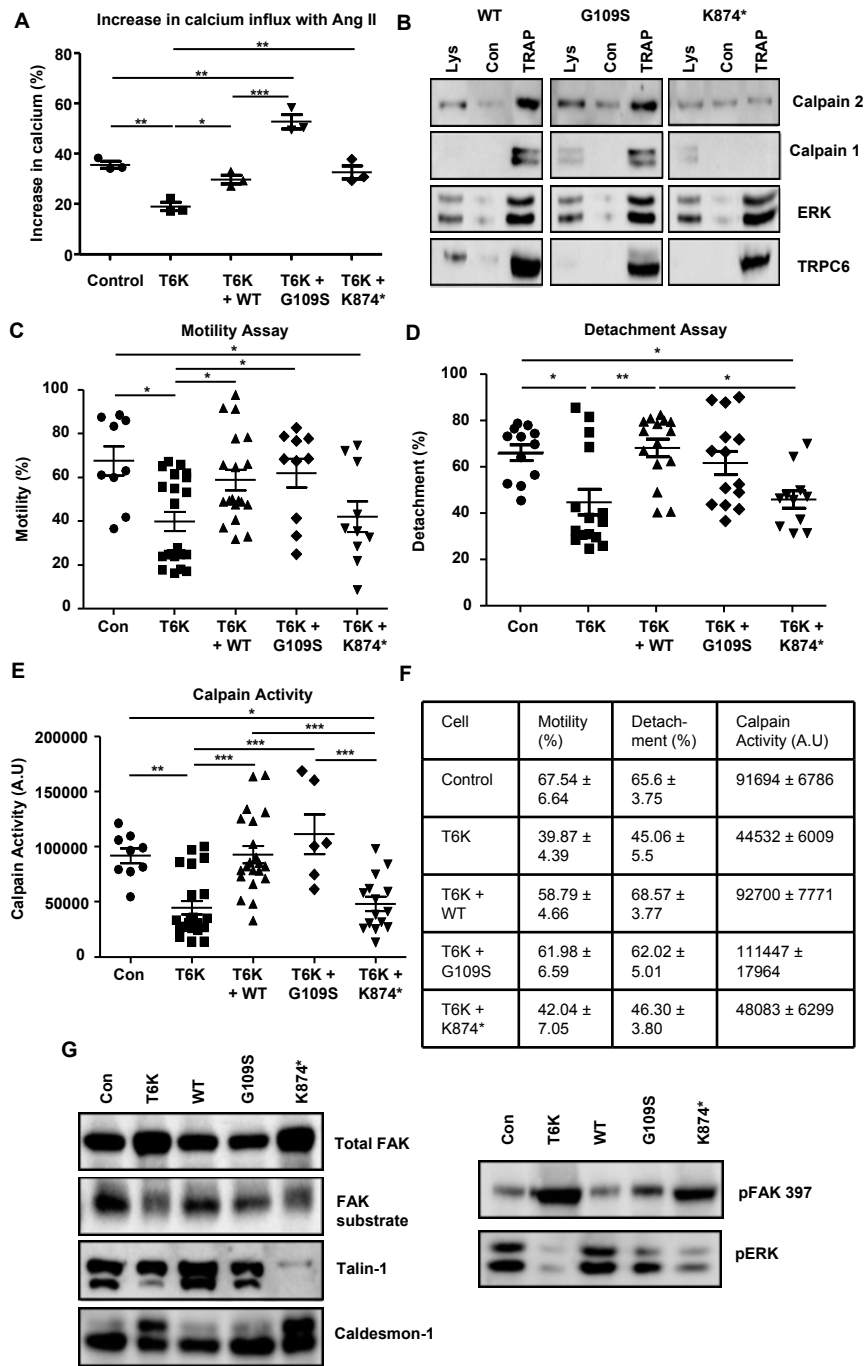 A
Increase in calcium influx with Ang II
**
**
***
**
*
Increase in calcium (%)
80
60
40
20
0
Control
T6K
T6K + WT
T6K + G109S
T6K + K874*
B
WT
G109S
K874*
Lys
Con
TRAP
Lys
Con
TRAP
Lys
Con
TRAP
Calpain 2
Calpain 1
ERK
TRPC6
C
Motility Assay
*
*
*
*
Motility (%)
100
80
60
40
20
0
Con
T6K
T6K + WT
T6K + G109S
T6K + K874*
D
Detachment Assay
*
*
**
*
Detachment (%)
100
80
60
40
20
0
Con
T6K
T6K + WT
T6K + G109S
T6K + K874*
E
Calpain Activity
*
***
***
**
***
***
Calpain Activity (A.U)
200000
150000
100000
50000
0
Con
T6K
T6K + WT
T6K + G109S
T6K + K874*
F
Cell
Motility (%)
Detach-ment (%)
Calpain Activity (A.U)
Control
67.54 ± 6.64
65.6 ± 3.75
91694 ± 6786
T6K
39.87 ± 4.39
45.06 ± 5.5
44532 ± 6009
T6K + WT
58.79 ± 4.66
68.57 ± 3.77
92700 ± 7771
T6K + G109S
61.98 ± 6.59
62.02 ± 5.01
111447 ± 17964
T6K + K874*
42.04 ± 7.05
46.30 ± 3.80
48083 ± 6299
G
Con
T6K
WT
G109S
K874*
Total FAK
FAK substrate
Talin-1
Caldesmon-1
Con
T6K
WT
G109S
K874*
pFAK 397
pERK